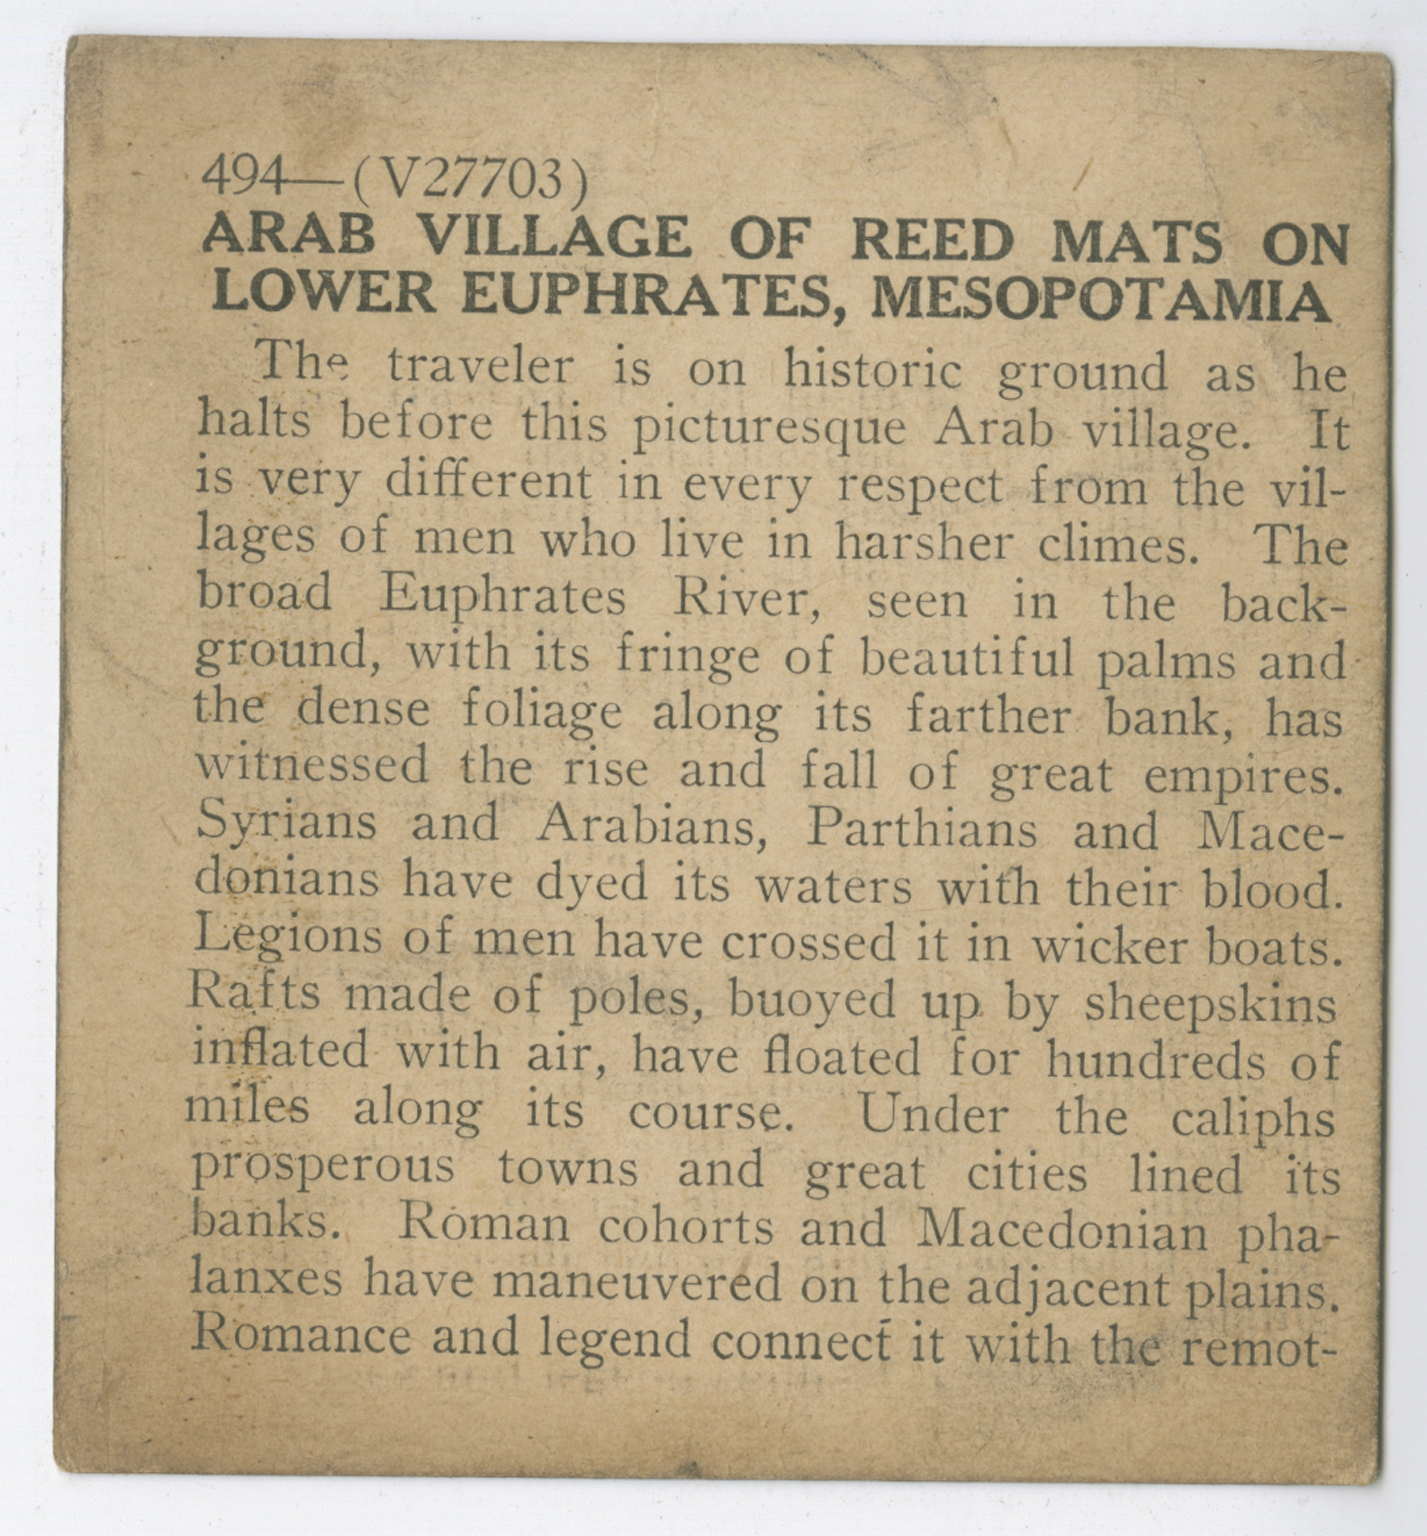 494—(V27703)
ARAB VILLAGE OF REED MATS ON
LOWER EUPHRATES, MESOPOTAMIA
The traveler is on historic ground as he
halts before this picturesque Arab village. It
is very different in every respect from the vil-
lages of men who live in harsher climes. The
broad Euphrates River, seen in the back-
ground, with its fringe of beautiful palms and
the dense foliage along its farther bank, has
witnessed the rise and fall of great empires.
Syrians and Arabians, Parthians and Mace-
donians have dyed its waters with their blood.
Legions of men have crossed it in wicker boats.
Rafts made of poles, buoyed up by sheepskins
inflated with air, have floated for hundreds of
miles along its course. Under the caliphs
prosperous towns and great cities lined its
banks. Roman cohorts and Macedonian pha-
lanxes have maneuvered on the adjacent plains.
Romance and legend connect it with the remot-